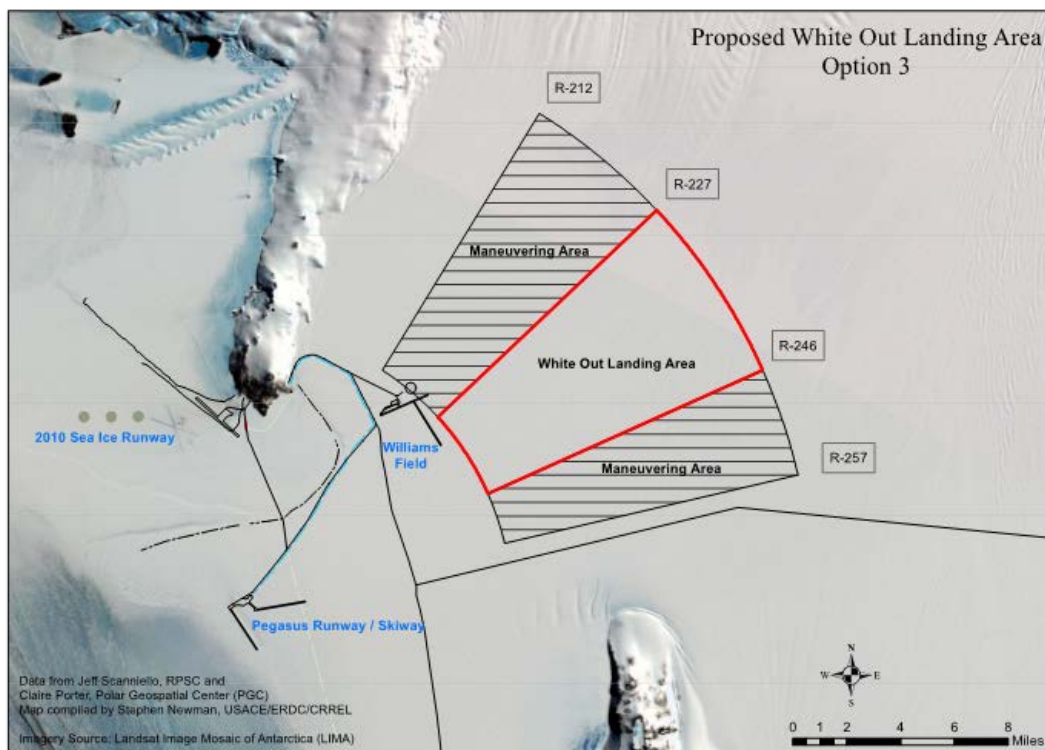 Proposed White Out Landing Area
Option 3
R-212
R-227
Maneuvering Area
R-246
White Out Landing Area
2010 Sea Ice Runway
Williams
Field
Maneuvering Area
R-257
Pegasus Runway / Skiway
Data from Jeff Scanniello, RPSC and
Claire Porter, Polar Geospatial Center (PGC)
Map compiled by Stephen Newman, USACE/ERDC/CRREL
Imagery Source: Landsat Image Mosaic of Antarctica (LIMA)
N
W E
S
0 1 2 4 6 8
Miles